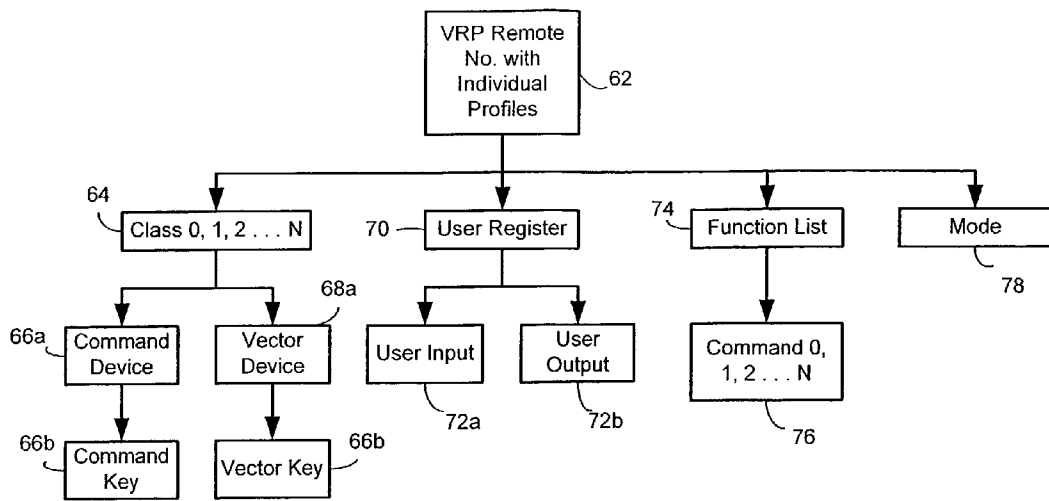 VRP Remote
No. with
Individual
Profiles
62
64
Class 0, 1, 2 . . . N
70
User Register
74
Function List
Mode
78
66a
Command
Device
68a
Vector
Device
User Input
72a
User
Output
72b
Command 0,
1, 2 . . . N
76
66b
Command
Key
Vector Key
66b